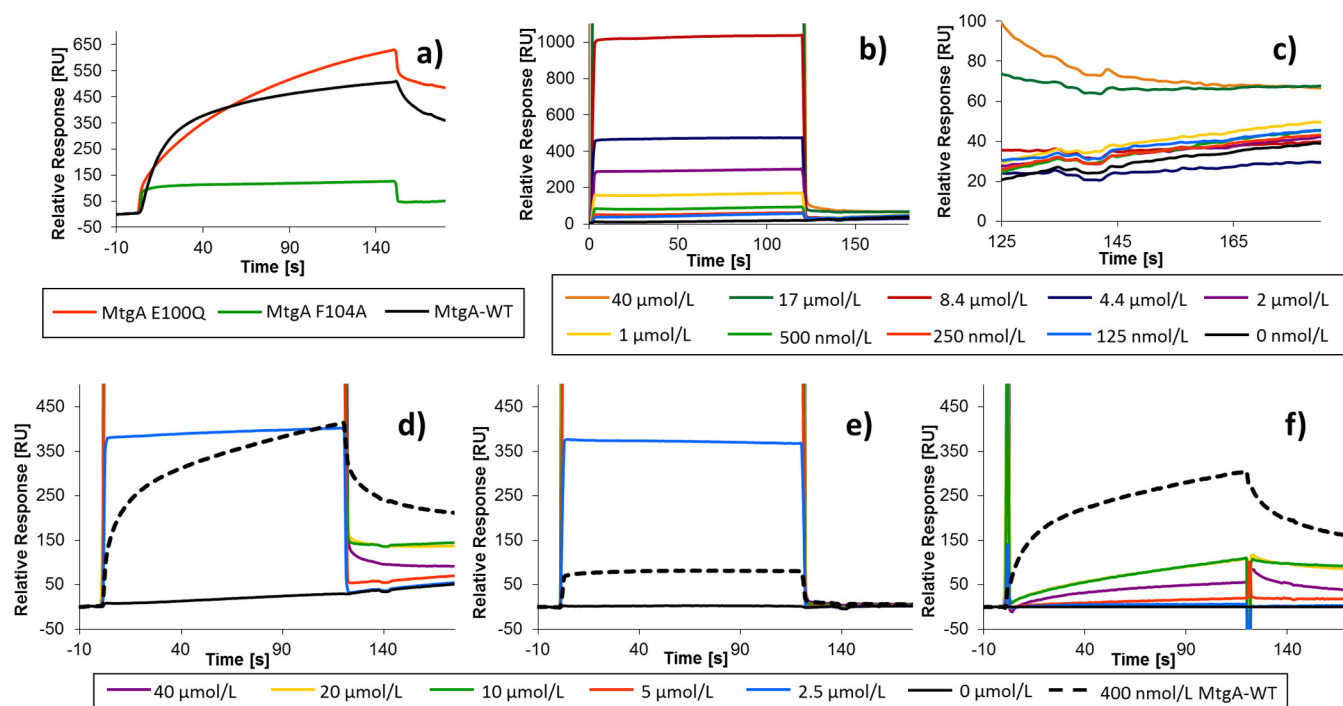 a)
Relative Response [RU]
650
550
450
350
250
150
50
-50
-10
40
90
140
Time [s]
MtgA E100Q
MtgA F104A
MtgA-WT
b)
Relative Response [RU]
1000
800
600
400
200
0
0
50
100
150
Time [s]
c)
Relative Response [RU]
100
80
60
40
20
0
125
145
165
Time [s]
40 µmol/L
17 µmol/L
8.4 µmol/L
4.4 µmol/L
2 µmol/L
1 µmol/L
500 nmol/L
250 nmol/L
125 nmol/L
0 nmol/L
d)
Relative Response [RU]
450
350
250
150
50
-50
-10
40
90
140
Time [s]
e)
Relative Response [RU]
450
350
250
150
50
-50
-10
40
90
140
Time [s]
f)
Relative Response [RU]
450
350
250
150
50
-50
-10
40
90
140
Time [s]
40 µmol/L
20 µmol/L
10 µmol/L
5 µmol/L
2.5 µmol/L
0 µmol/L
400 nmol/L MtgA-WT